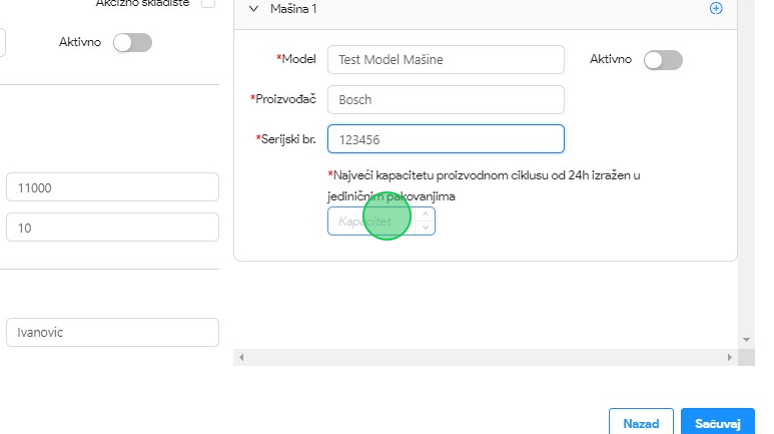 Akcizno skladište
Aktivno
11000
10
Ivanovic
Mašina 1
*Model
Test Model Mašine
Aktivno
*Proizvođač
Bosch
*Serijski br.
123456
*Najveći kapacitetu proizvodnom ciklusu od 24h izražen u
jediničnim pakovanjima
Kapacitet
Nazad
Sačuvaj